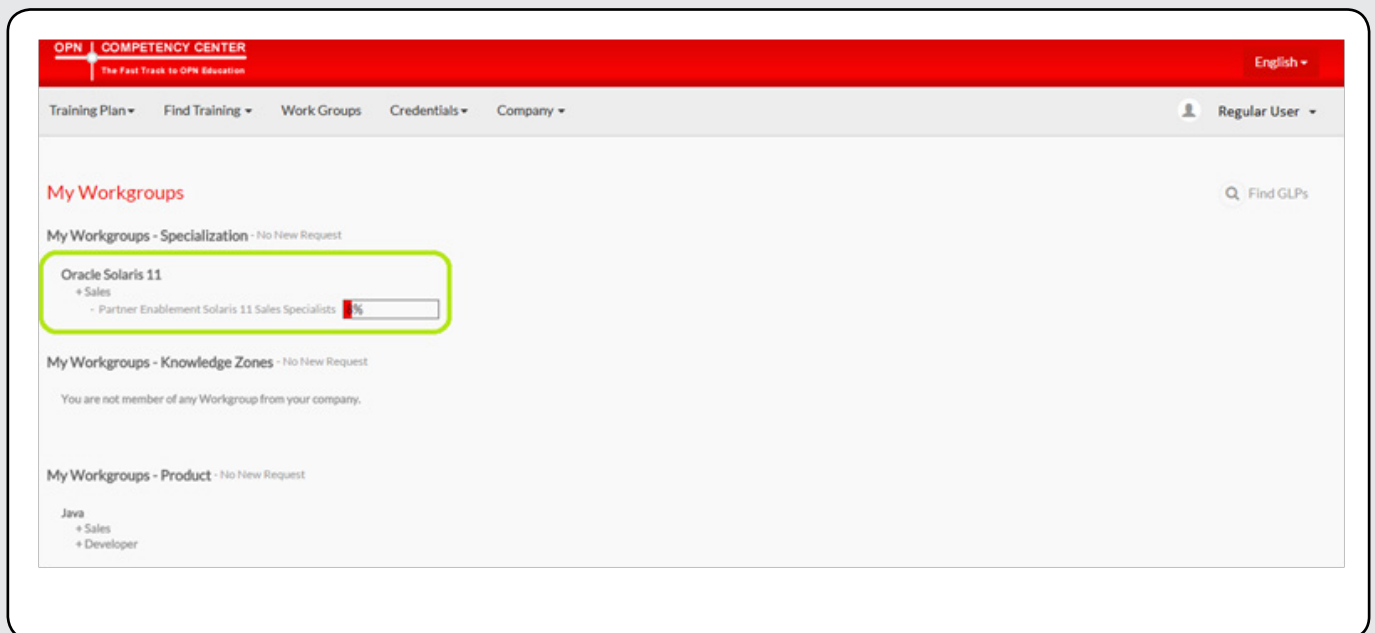 OPN COMPETENCY CENTER
The Fast Track to OPN Education
English
Training Plan Find Training Work Groups Credentials Company Regular User
My Workgroups Find GLPs
My Workgroups - Specialization - No New Request
Oracle Solaris 11
+ Sales
- Partner Enablement Solaris 11 Sales Specialists %
My Workgroups - Knowledge Zones - No New Request
You are not member of any Workgroup from your company.
My Workgroups - Product - No New Request
Java
+ Sales
+ Developer